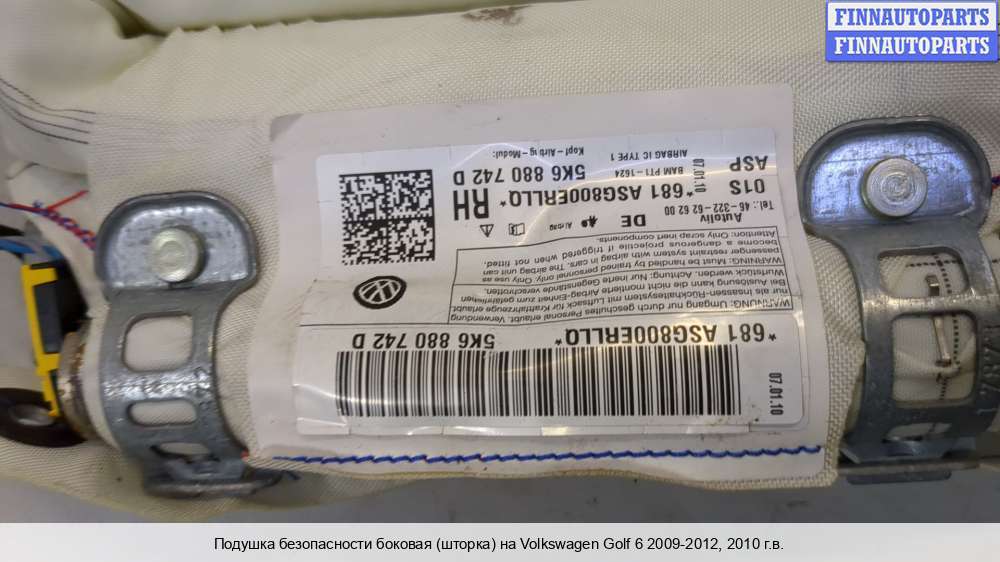 FINNAUTOPARTS
FINNAUTOPARTS
*681 ASG800ERLLQ*
5K6 880 742 D
07.01.10
WARNUNG: Umgang nur durch geschultes Personal erlaubt. Verwendung
nur als Insassen-Rückhaltesystem mit Luftsack für Kraftfahrzeuge erlaubt.
Bei Auslösung kann die nicht montierte Airbag-Einheit zum gefährlichen
Wurfstück werden. Achtung: Nur inerte Gegenstände verschrotten.
WARNING: Must be handled by trained personal only. Only use as
passenger restraint system with airbag in cars. The airbag unit can
become a dangerous projectile if triggered when not fitted.
Attention: Only scrap inert components.
Autoliv
DE
Airbag
Tel.: 46-322-62 62 00
01S
*681 ASG800ERLLQ*
RH
ASP
BAM PT1-1624
5K6 880 742 D
07.01.10
AIRBAG IC TYPE 1
Kopf-Airbag-Modul:
Подушка безопасности боковая (шторка) на Volkswagen Golf 6 2009-2012, 2010 г.в.